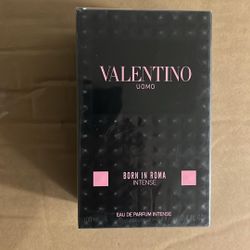 VALENTINO
UOMO
BORN IN ROMA
INTENSE
EAU DE PARFUM INTENSE